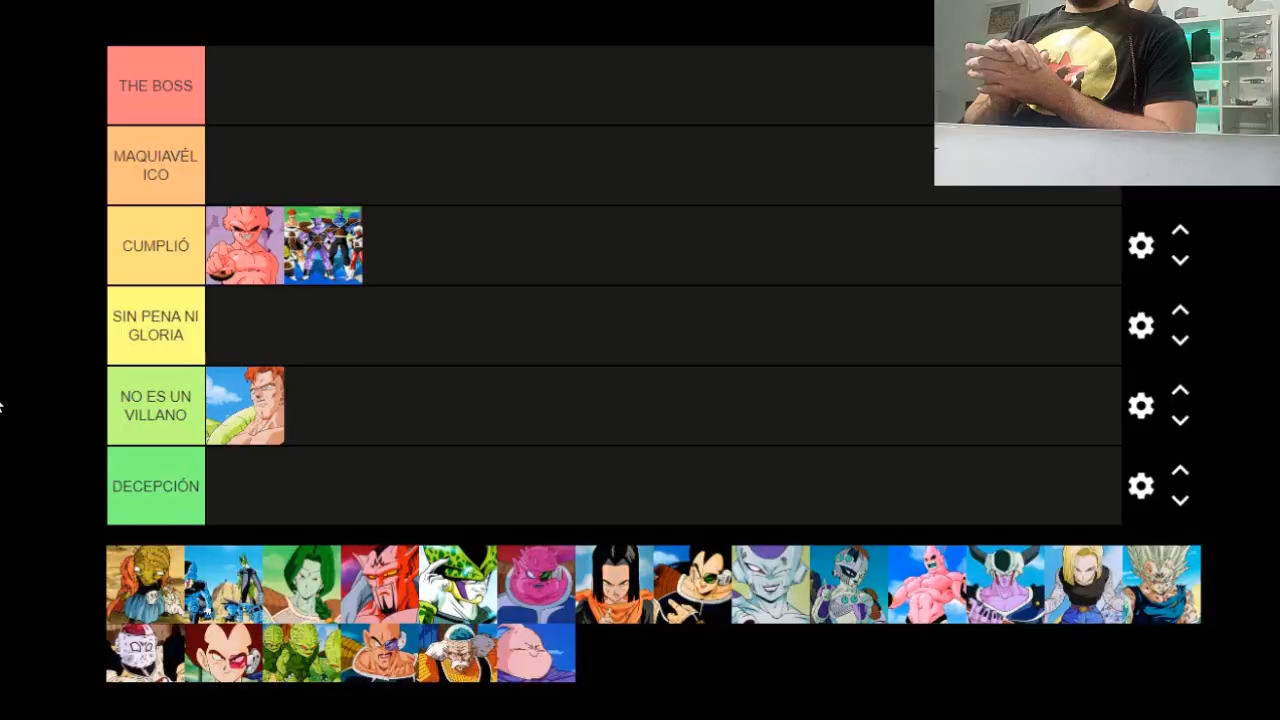 THE BOSS
MAQUIAVÉL
ICO
CUMPLIÓ
SIN PENA NI
GLORIA
NO ES UN
VILLANO
DECEPCIÓN